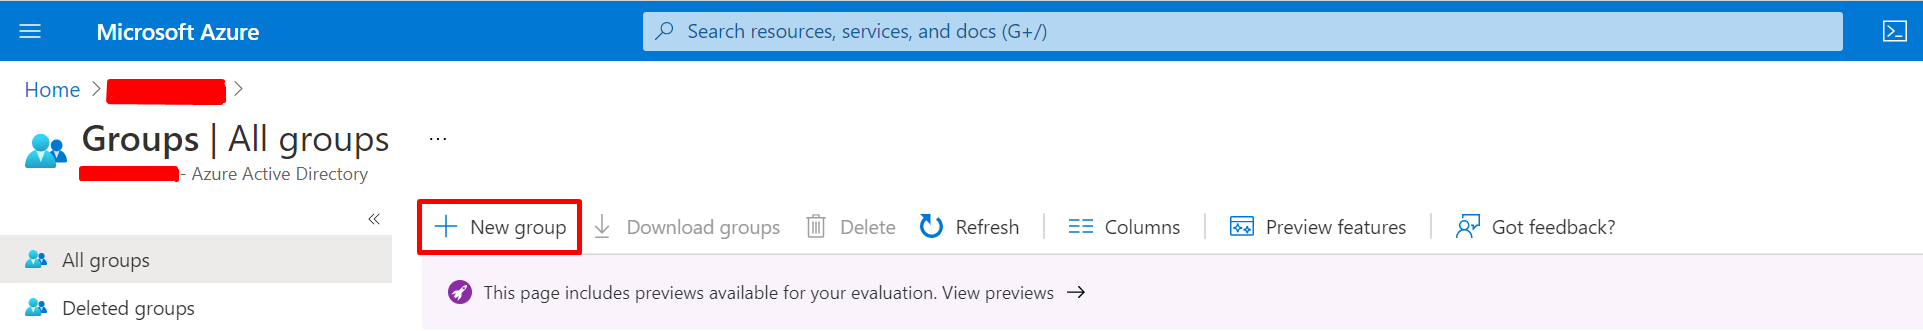 Microsoft Azure
Search resources, services, and docs (G+/)
Home
Groups | All groups
...
- Azure Active Directory
«
New group
Download groups
Delete
Refresh
Columns
Preview features
Got feedback?
All groups
Deleted groups
This page includes previews available for your evaluation. View previews →